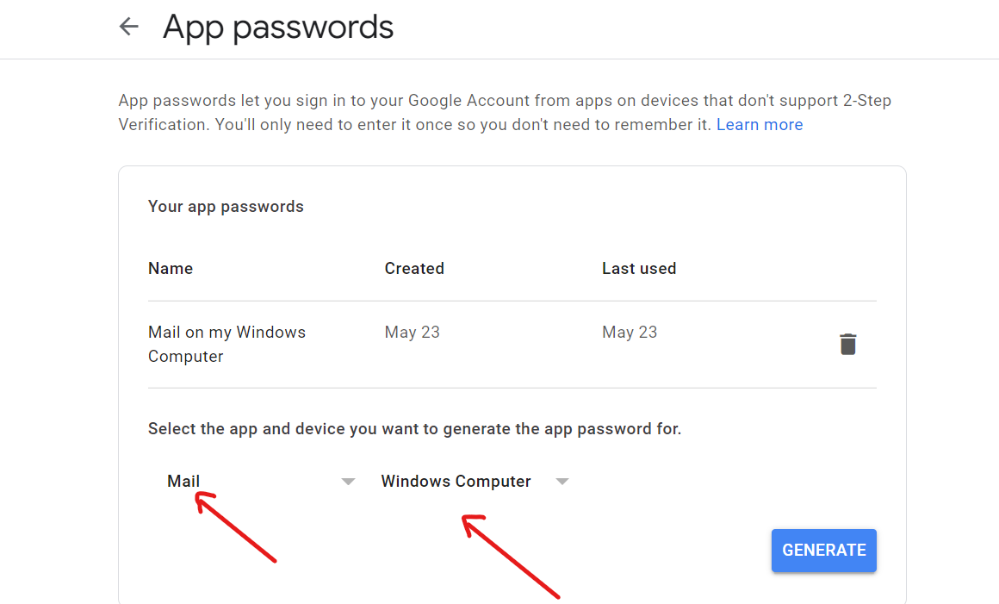 App passwords
App passwords let you sign in to your Google Account from apps on devices that don't support 2-Step
Verification. You'll only need to enter it once so you don't need to remember it. Learn more
Your app passwords
Name Created Last used
Mail on my Windows May 23 May 23
Computer
Select the app and device you want to generate the app password for.
Mail Windows Computer
GENERATE